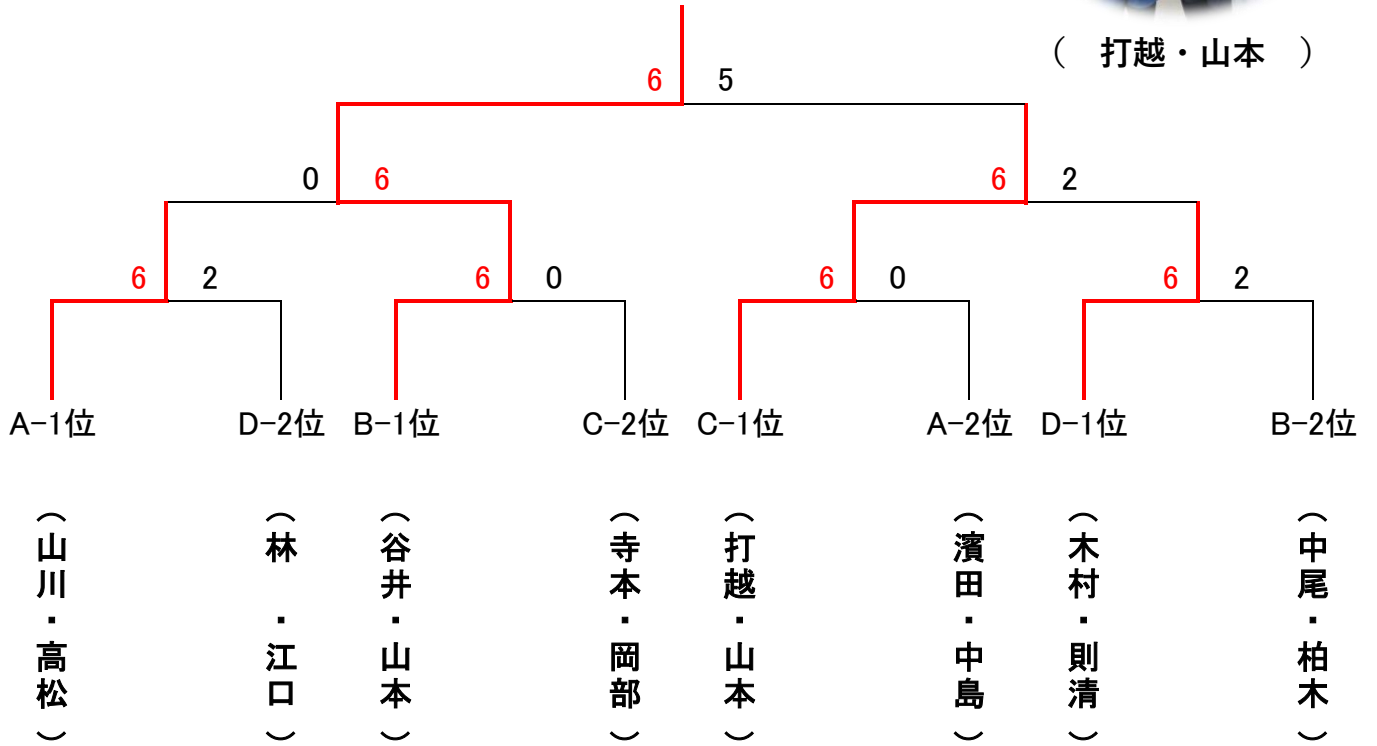 （　打越・山本　）
6 5
0 6 6 2
6 2 6 0 6 0 6 2
A-1位 D-2位 B-1位 C-2位 C-1位 A-2位 D-1位 B-2位
（山川・高松）
（林　・江口）
（谷井・山本）
（寺本・岡部）
（打越・山本）
（濱田・中島）
（木村・則清）
（中尾・柏木）